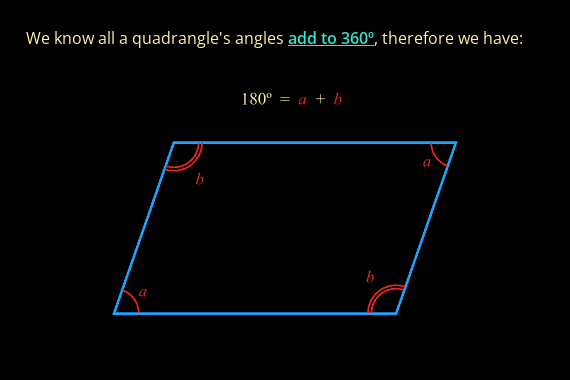 We know all a quadrangle's angles add to 360º, therefore we have:
180º = a + b
b
a
b
a